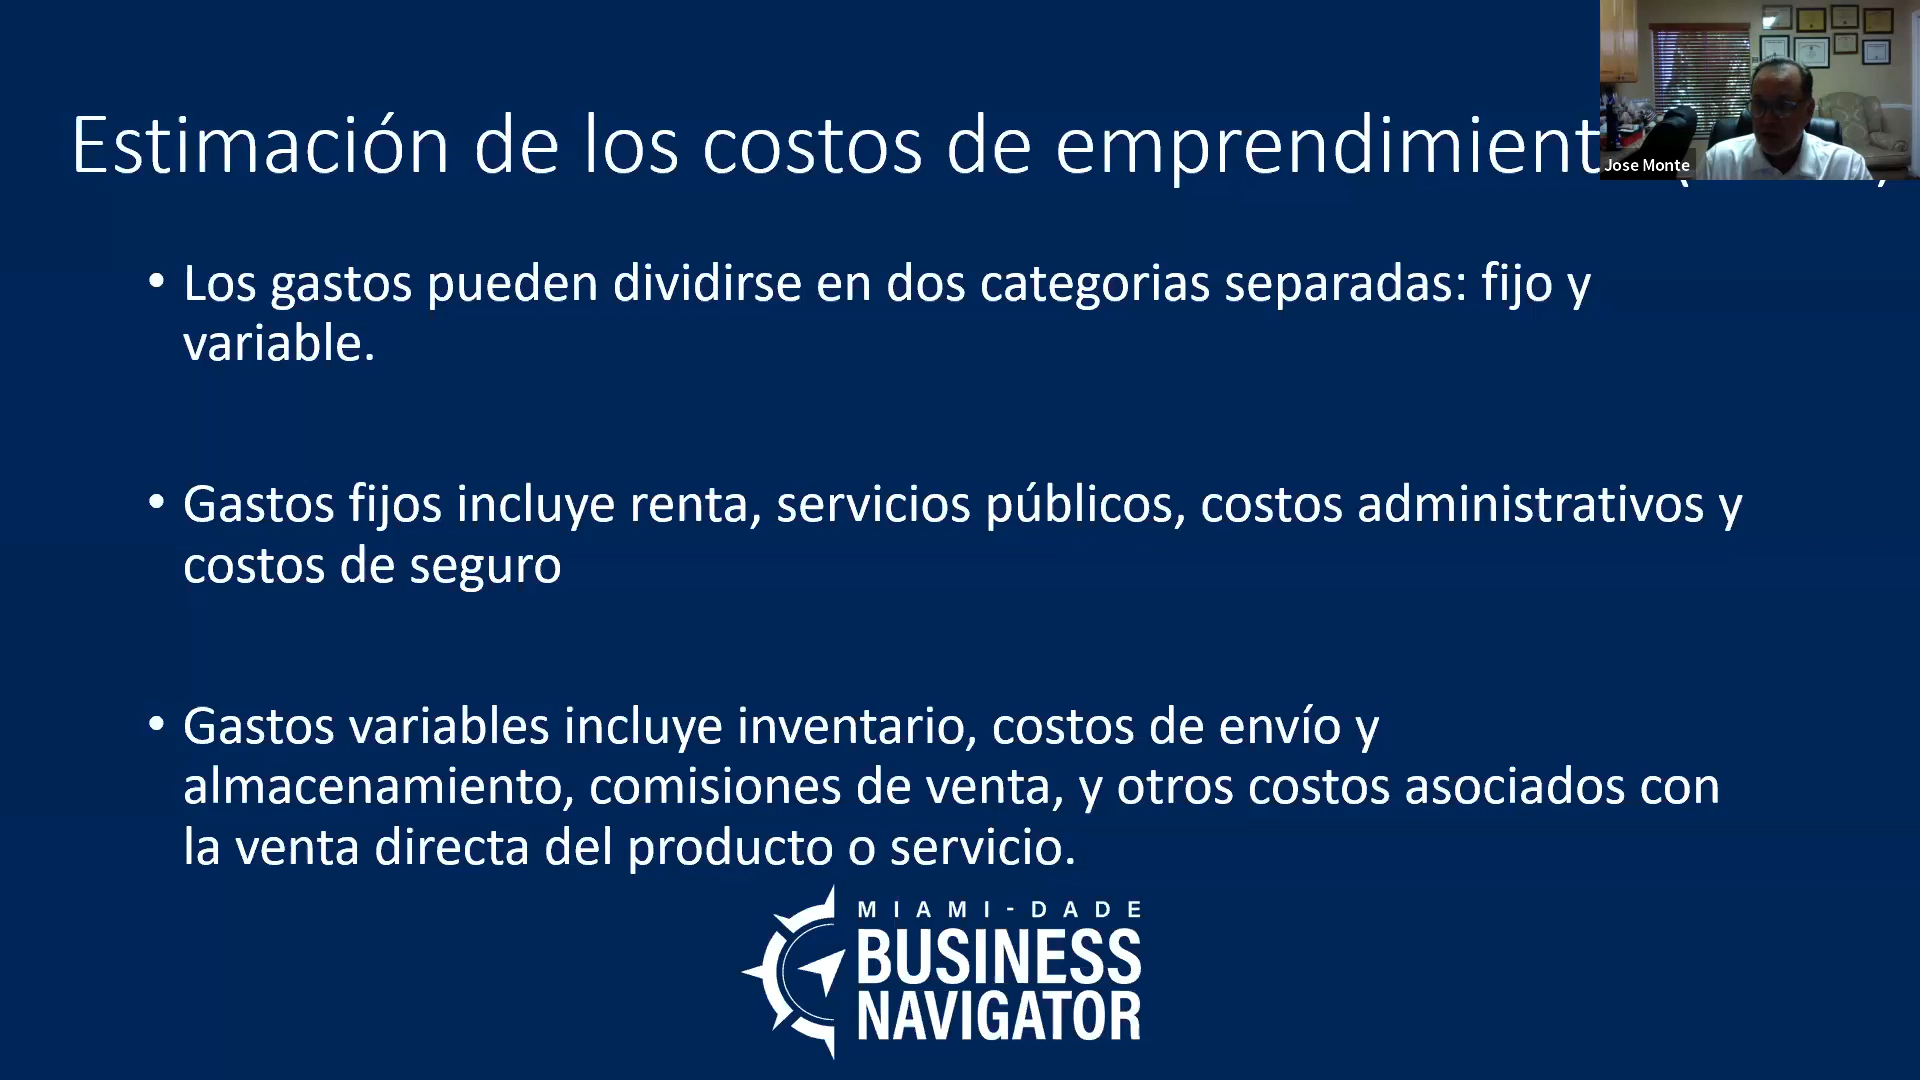 Estimación de los costos de emprendimient
Jose Monte
• Los gastos pueden dividirse en dos categorias separadas: fijo y
variable.
• Gastos fijos incluye renta, servicios públicos, costos administrativos y
costos de seguro
• Gastos variables incluye inventario, costos de envío y
almacenamiento, comisiones de venta, y otros costos asociados con
la venta directa del producto o servicio.
MIAMI-DADE
BUSINESS
NAVIGATOR